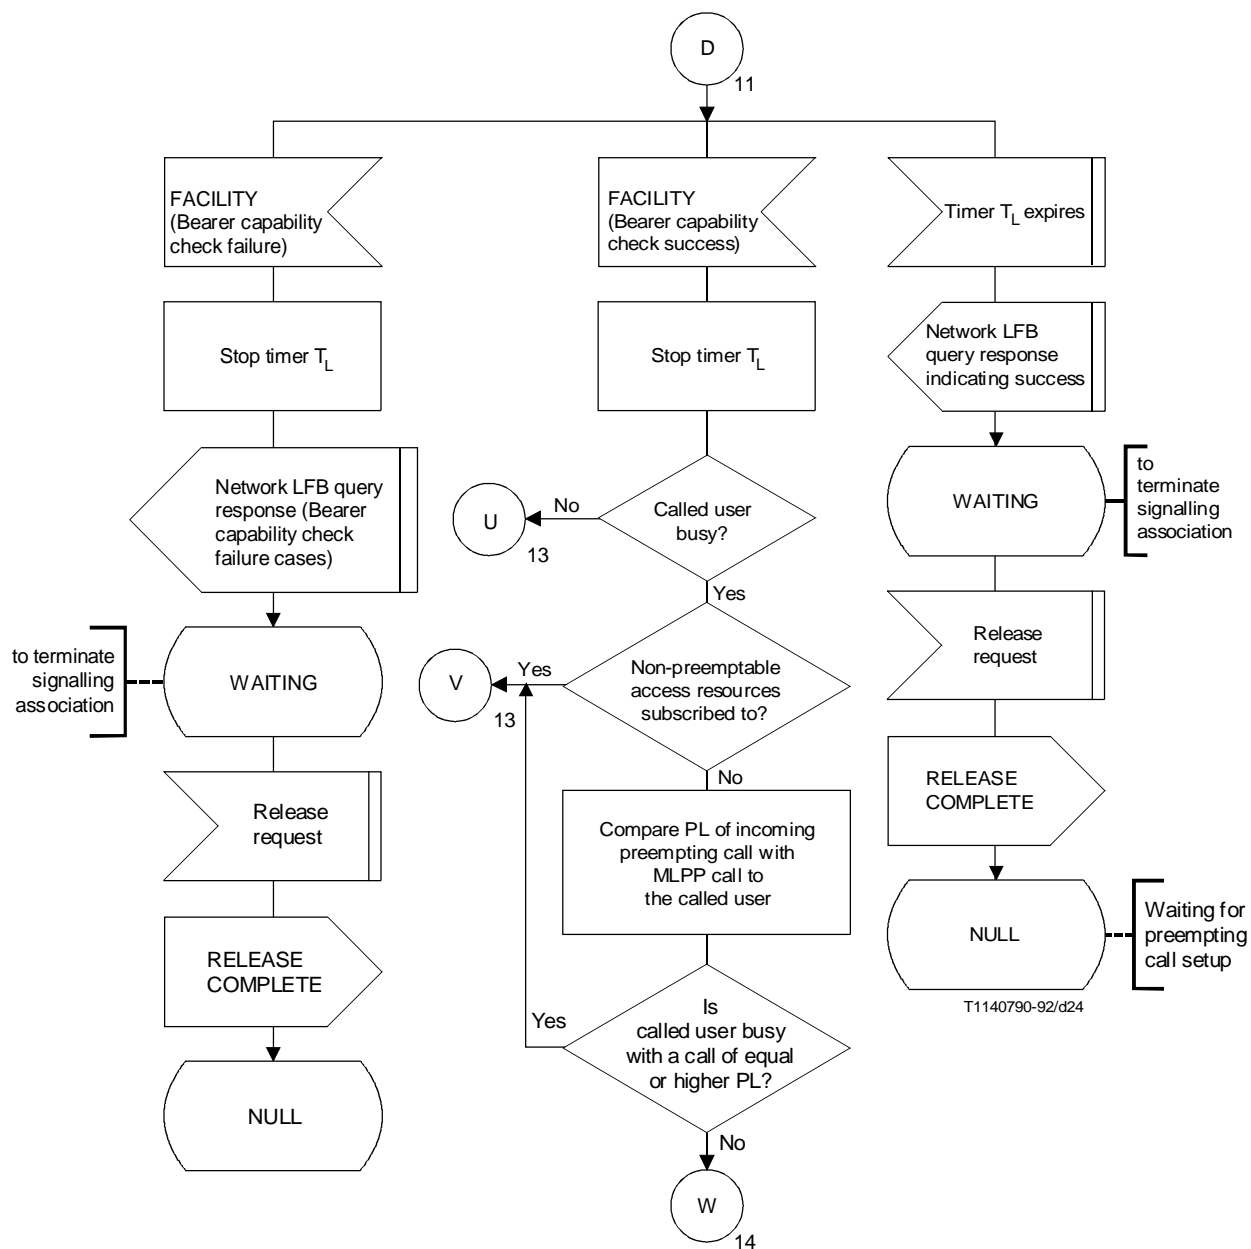 D
11
FACILITY
(Bearer capability
check failure)
Stop timer TL
Network LFB query
response (Bearer
capability check
failure cases)
to terminate
signalling
association
WAITING
Release
request
RELEASE
COMPLETE
NULL
FACILITY
(Bearer capability
check success)
Stop timer TL
Called user
busy?
No
U
13
Yes
Non-preemptable
access resources
subscribed to?
Yes
V
13
No
Compare PL of incoming
preempting call with
MLPP call to
the called user
Is
called user busy
with a call of equal
or higher PL?
Yes
No
W
14
Timer TL expires
Network LFB
query response
indicating success
WAITING
to
terminate
signalling
association
Release
request
RELEASE
COMPLETE
NULL
Waiting for
preempting
call setup
T1140790-92/d24